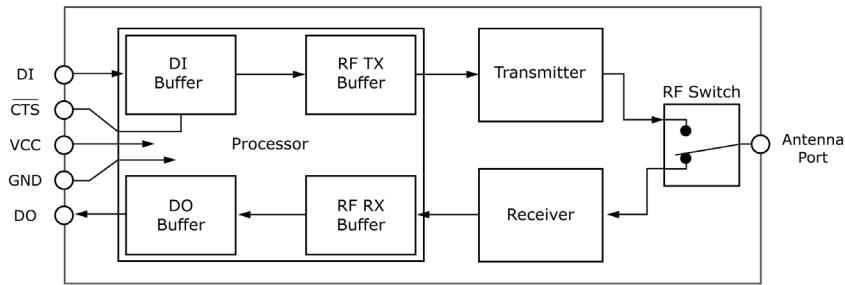 DI
CTS
VCC
GND
DO
DI
Buffer
RF TX
Buffer
Processor
DO
Buffer
RF RX
Buffer
Transmitter
Receiver
RF Switch
Antenna
Port